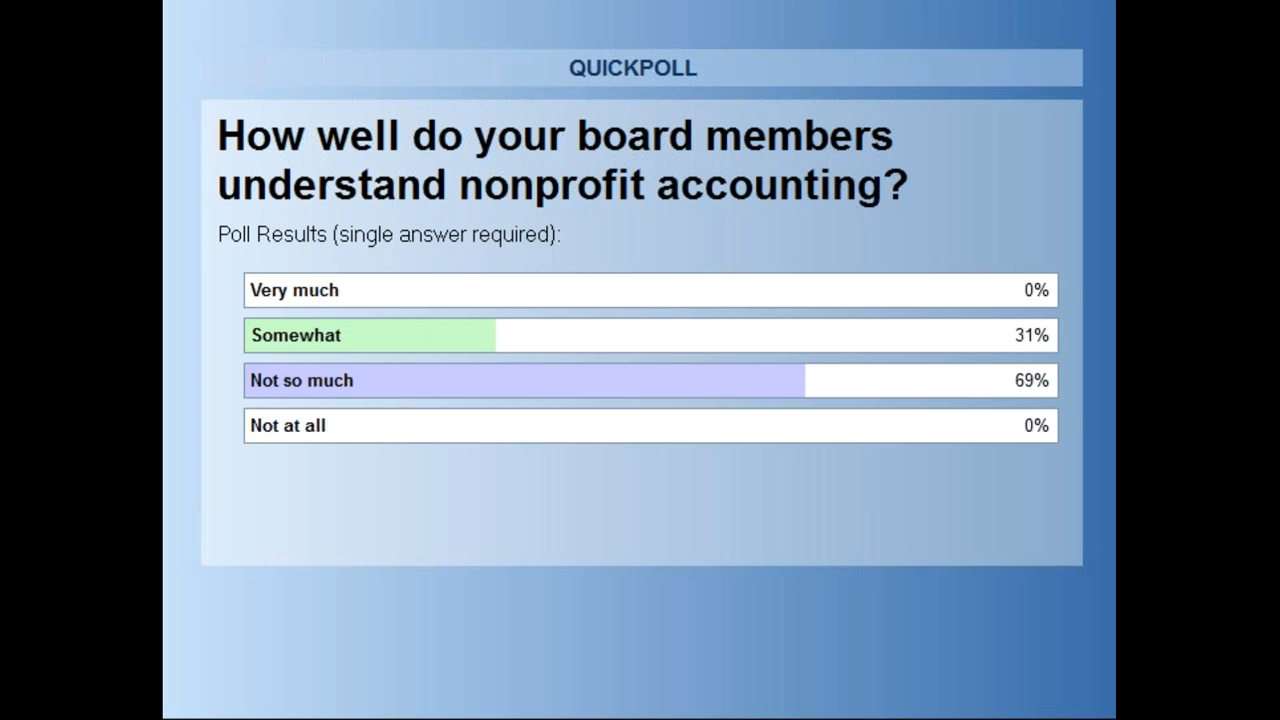 QUICKPOLL
How well do your board members
understand nonprofit accounting?
Poll Results (single answer required):
Very much 0%
Somewhat 31%
Not so much 69%
Not at all 0%